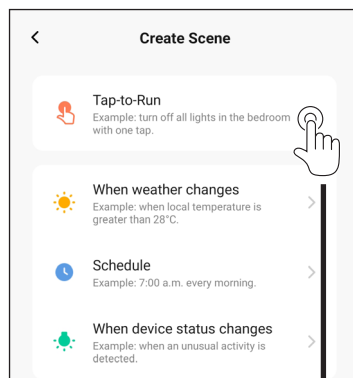 Create Scene
Tap-to-Run
Example: turn off all lights in the bedroom
with one tap.
When weather changes
Example: when local temperature is
greater than 28°C.
Schedule
Example: 7:00 a.m. every morning.
When device status changes
Example: when an unusual activity is
detected.